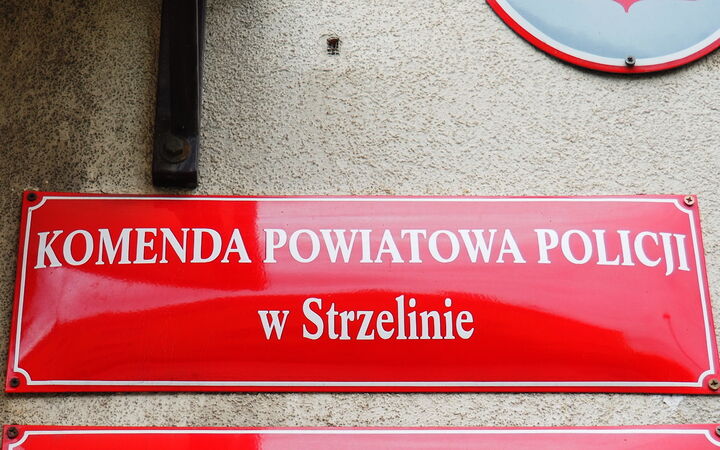 KOMENDA POWIATOWA POLICJI
w Strzelinie